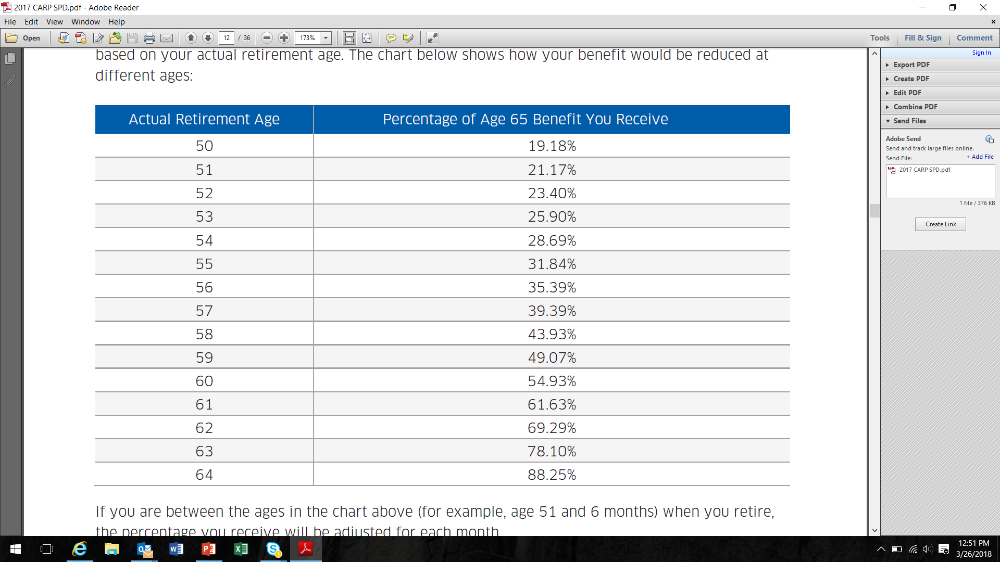 2017 CARP SPD.pdf - Adobe Reader
File Edit View Window Help
Open 12 / 36 173% Tools Fill & Sign Comment
based on your actual retirement age. The chart below shows how your benefit would be reduced at
different ages:
Actual Retirement Age Percentage of Age 65 Benefit You Receive
50 19.18%
51 21.17%
52 23.40%
53 25.90%
54 28.69%
55 31.84%
56 35.39%
57 39.39%
58 43.93%
59 49.07%
60 54.93%
61 61.63%
62 69.29%
63 78.10%
64 88.25%
If you are between the ages in the chart above (for example, age 51 and 6 months) when you retire,
the percentage you receive will be adjusted for each month
Sign In
Export PDF
Create PDF
Edit PDF
Combine PDF
Send Files
Adobe Send
Send and track large files online.
Send File: + Add File
2017 CARP SPD.pdf
1 file / 376 KB
Create Link
12:51 PM
3/26/2018